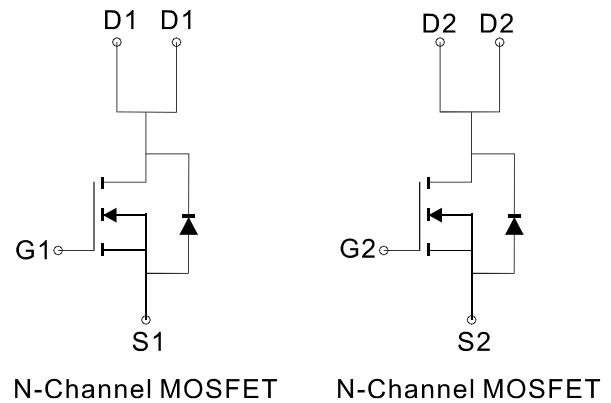 D1 D1
D2 D2
G1
G2
S1
S2
N-Channel MOSFET
N-Channel MOSFET